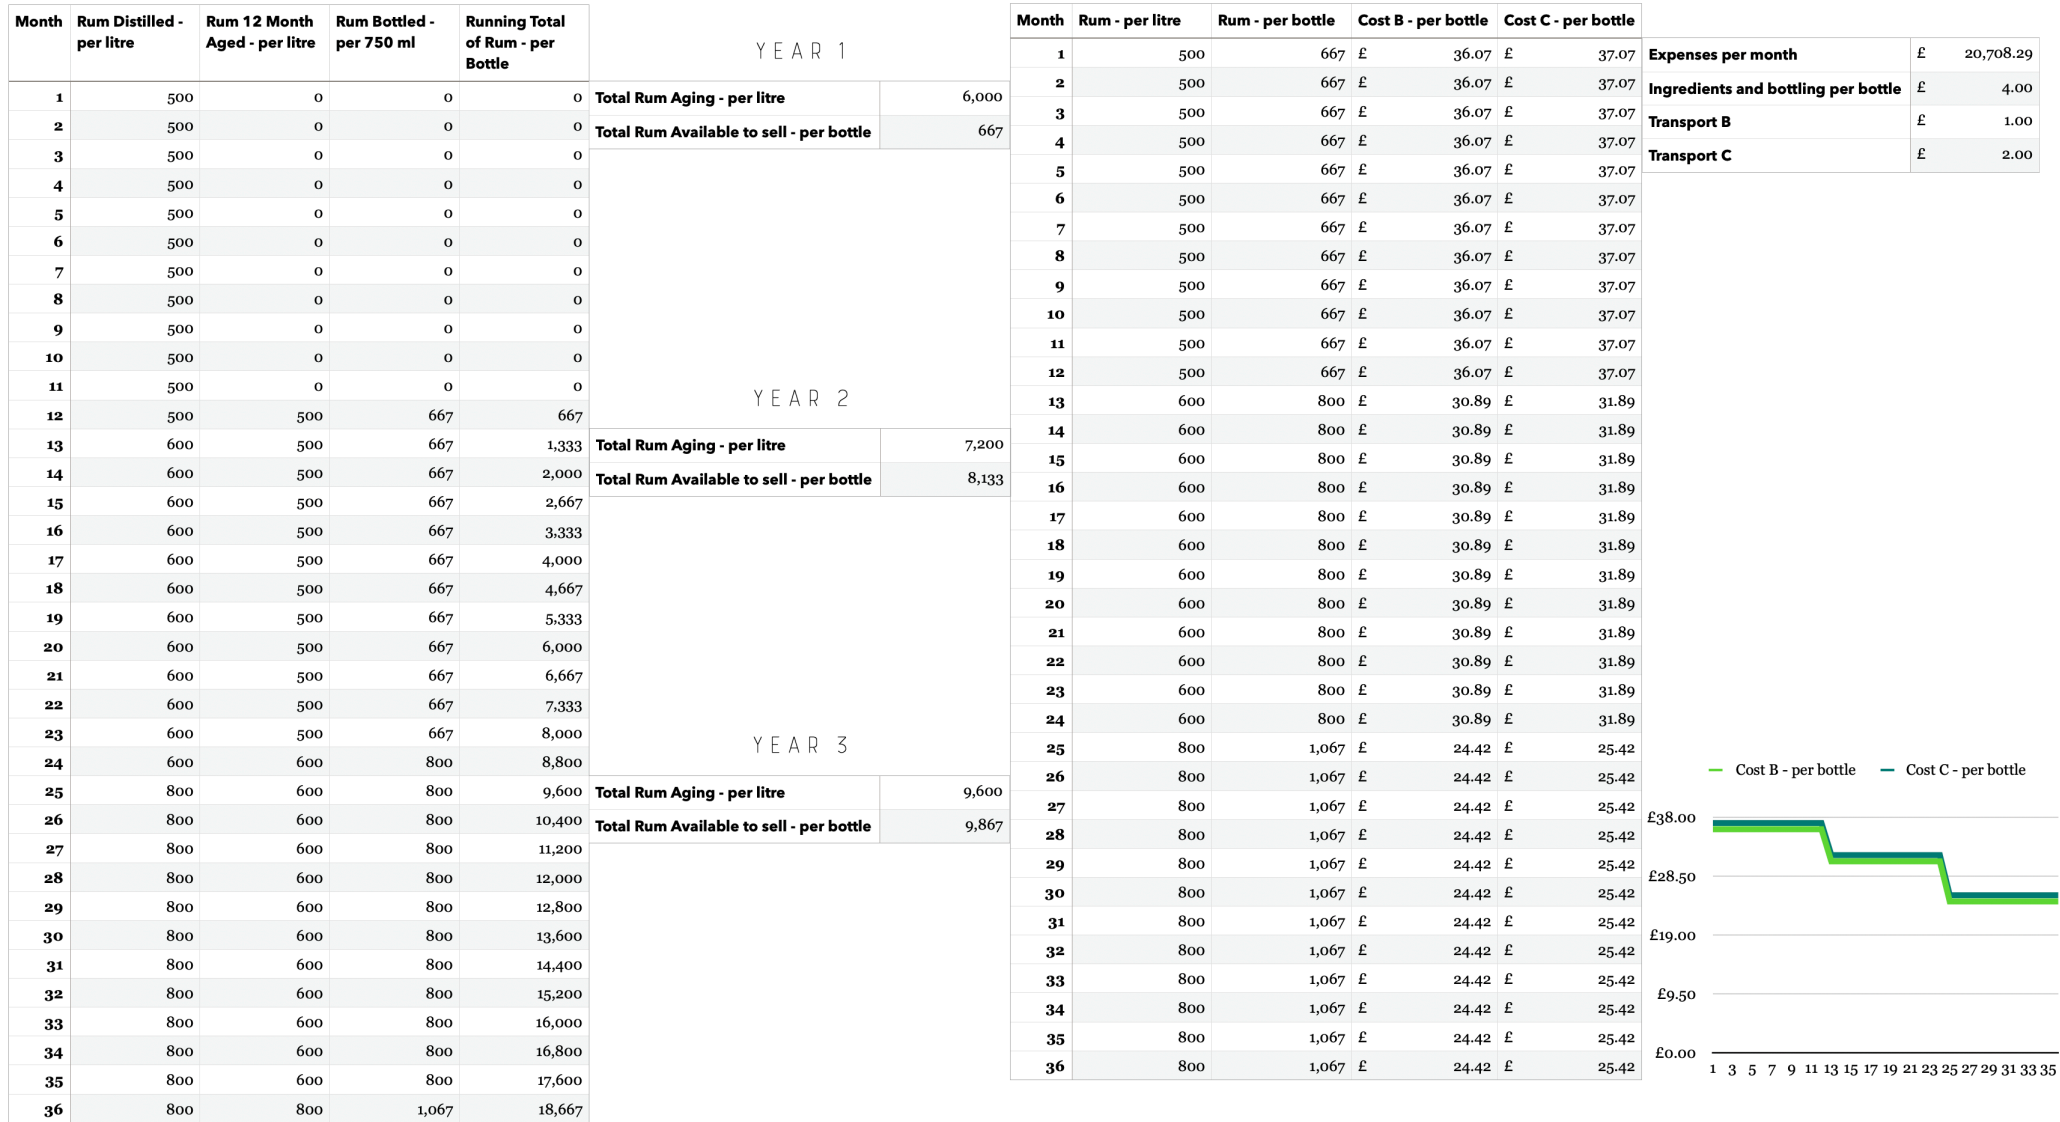 Month Rum Distilled - Rum 12 Month Rum Bottled - Running Total
per litre Aged - per litre per 750 ml of Rum - per
Bottle
1 500 0 0 0
2 500 0 0 0
3 500 0 0 0
4 500 0 0 0
5 500 0 0 0
6 500 0 0 0
7 500 0 0 0
8 500 0 0 0
9 500 0 0 0
10 500 0 0 0
11 500 0 0 0
12 500 500 667 667
13 600 500 667 1,333
14 600 500 667 2,000
15 600 500 667 2,667
16 600 500 667 3,333
17 600 500 667 4,000
18 600 500 667 4,667
19 600 500 667 5,333
20 600 500 667 6,000
21 600 500 667 6,667
22 600 500 667 7,333
23 600 500 667 8,000
24 600 600 800 8,800
25 800 600 800 9,600
26 800 600 800 10,400
27 800 600 800 11,200
28 800 600 800 12,000
29 800 600 800 12,800
30 800 600 800 13,600
31 800 600 800 14,400
32 800 600 800 15,200
33 800 600 800 16,000
34 800 600 800 16,800
35 800 600 800 17,600
36 800 800 1,067 18,667
YEAR 1
Total Rum Aging - per litre 6,000
Total Rum Available to sell - per bottle 667
YEAR 2
Total Rum Aging - per litre 7,200
Total Rum Available to sell - per bottle 8,133
YEAR 3
Total Rum Aging - per litre 9,600
Total Rum Available to sell - per bottle 9,867
Month Rum - per litre Rum - per bottle Cost B - per bottle Cost C - per bottle
1 500 667 £ 36.07 £ 37.07
2 500 667 £ 36.07 £ 37.07
3 500 667 £ 36.07 £ 37.07
4 500 667 £ 36.07 £ 37.07
5 500 667 £ 36.07 £ 37.07
6 500 667 £ 36.07 £ 37.07
7 500 667 £ 36.07 £ 37.07
8 500 667 £ 36.07 £ 37.07
9 500 667 £ 36.07 £ 37.07
10 500 667 £ 36.07 £ 37.07
11 500 667 £ 36.07 £ 37.07
12 500 667 £ 36.07 £ 37.07
13 600 800 £ 30.89 £ 31.89
14 600 800 £ 30.89 £ 31.89
15 600 800 £ 30.89 £ 31.89
16 600 800 £ 30.89 £ 31.89
17 600 800 £ 30.89 £ 31.89
18 600 800 £ 30.89 £ 31.89
19 600 800 £ 30.89 £ 31.89
20 600 800 £ 30.89 £ 31.89
21 600 800 £ 30.89 £ 31.89
22 600 800 £ 30.89 £ 31.89
23 600 800 £ 30.89 £ 31.89
24 600 800 £ 30.89 £ 31.89
25 800 1,067 £ 24.42 £ 25.42
26 800 1,067 £ 24.42 £ 25.42
27 800 1,067 £ 24.42 £ 25.42
28 800 1,067 £ 24.42 £ 25.42
29 800 1,067 £ 24.42 £ 25.42
30 800 1,067 £ 24.42 £ 25.42
31 800 1,067 £ 24.42 £ 25.42
32 800 1,067 £ 24.42 £ 25.42
33 800 1,067 £ 24.42 £ 25.42
34 800 1,067 £ 24.42 £ 25.42
35 800 1,067 £ 24.42 £ 25.42
36 800 1,067 £ 24.42 £ 25.42
Expenses per month £ 20,708.29
Ingredients and bottling per bottle £ 4.00
Transport B £ 1.00
Transport C £ 2.00
Cost B - per bottle Cost C - per bottle
£38.00
£28.50
£19.00
£9.50
£0.00
1 3 5 7 9 11 13 15 17 19 21 23 25 27 29 31 33 35